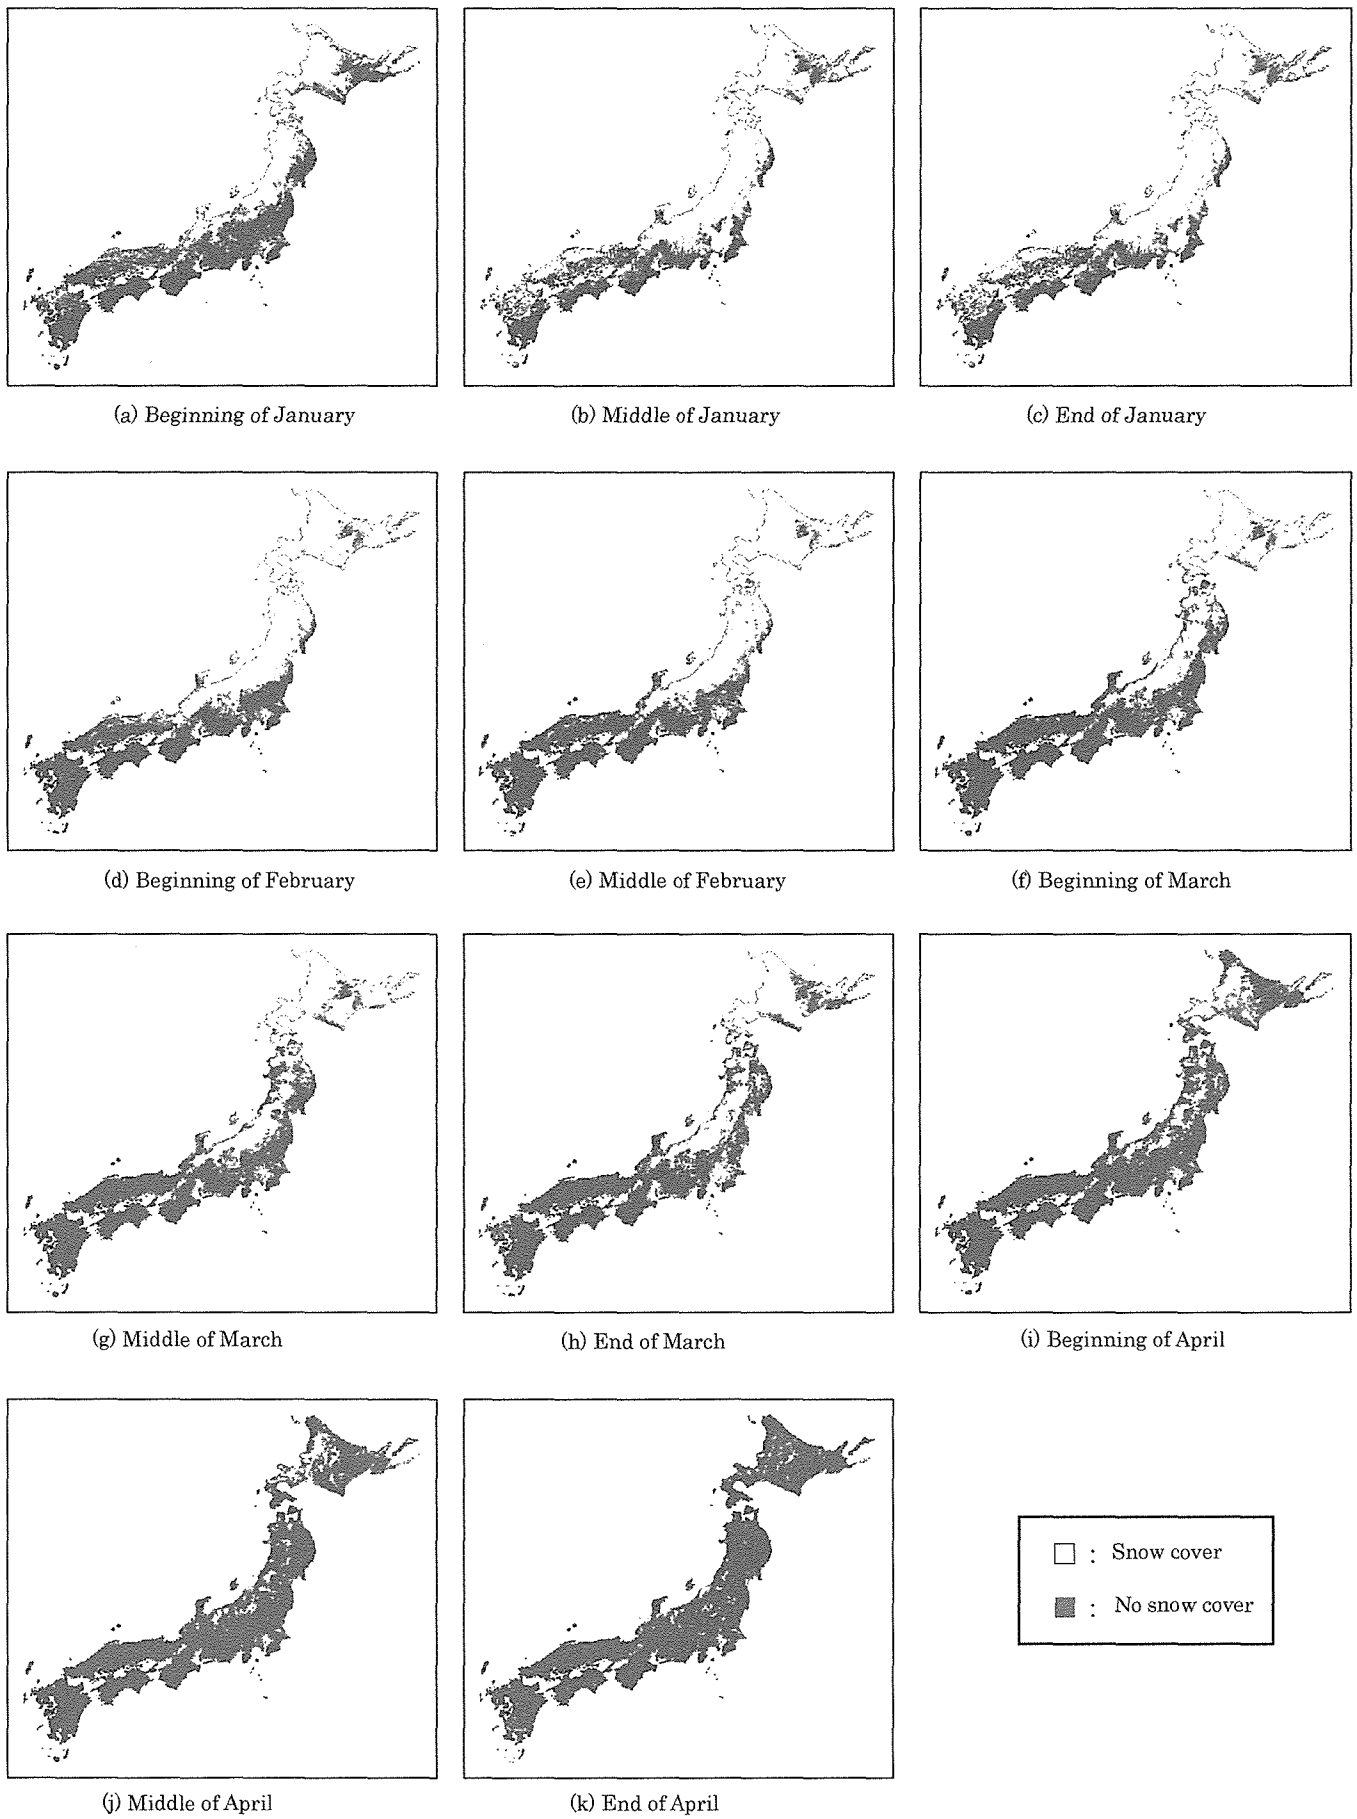 (a) Beginning of January
(b) Middle of January
(c) End of January
(d) Beginning of February
(e) Middle of February
(f) Beginning of March
(g) Middle of March
(h) End of March
(i) Beginning of April
(j) Middle of April
(k) End of April
: Snow cover
: No snow cover